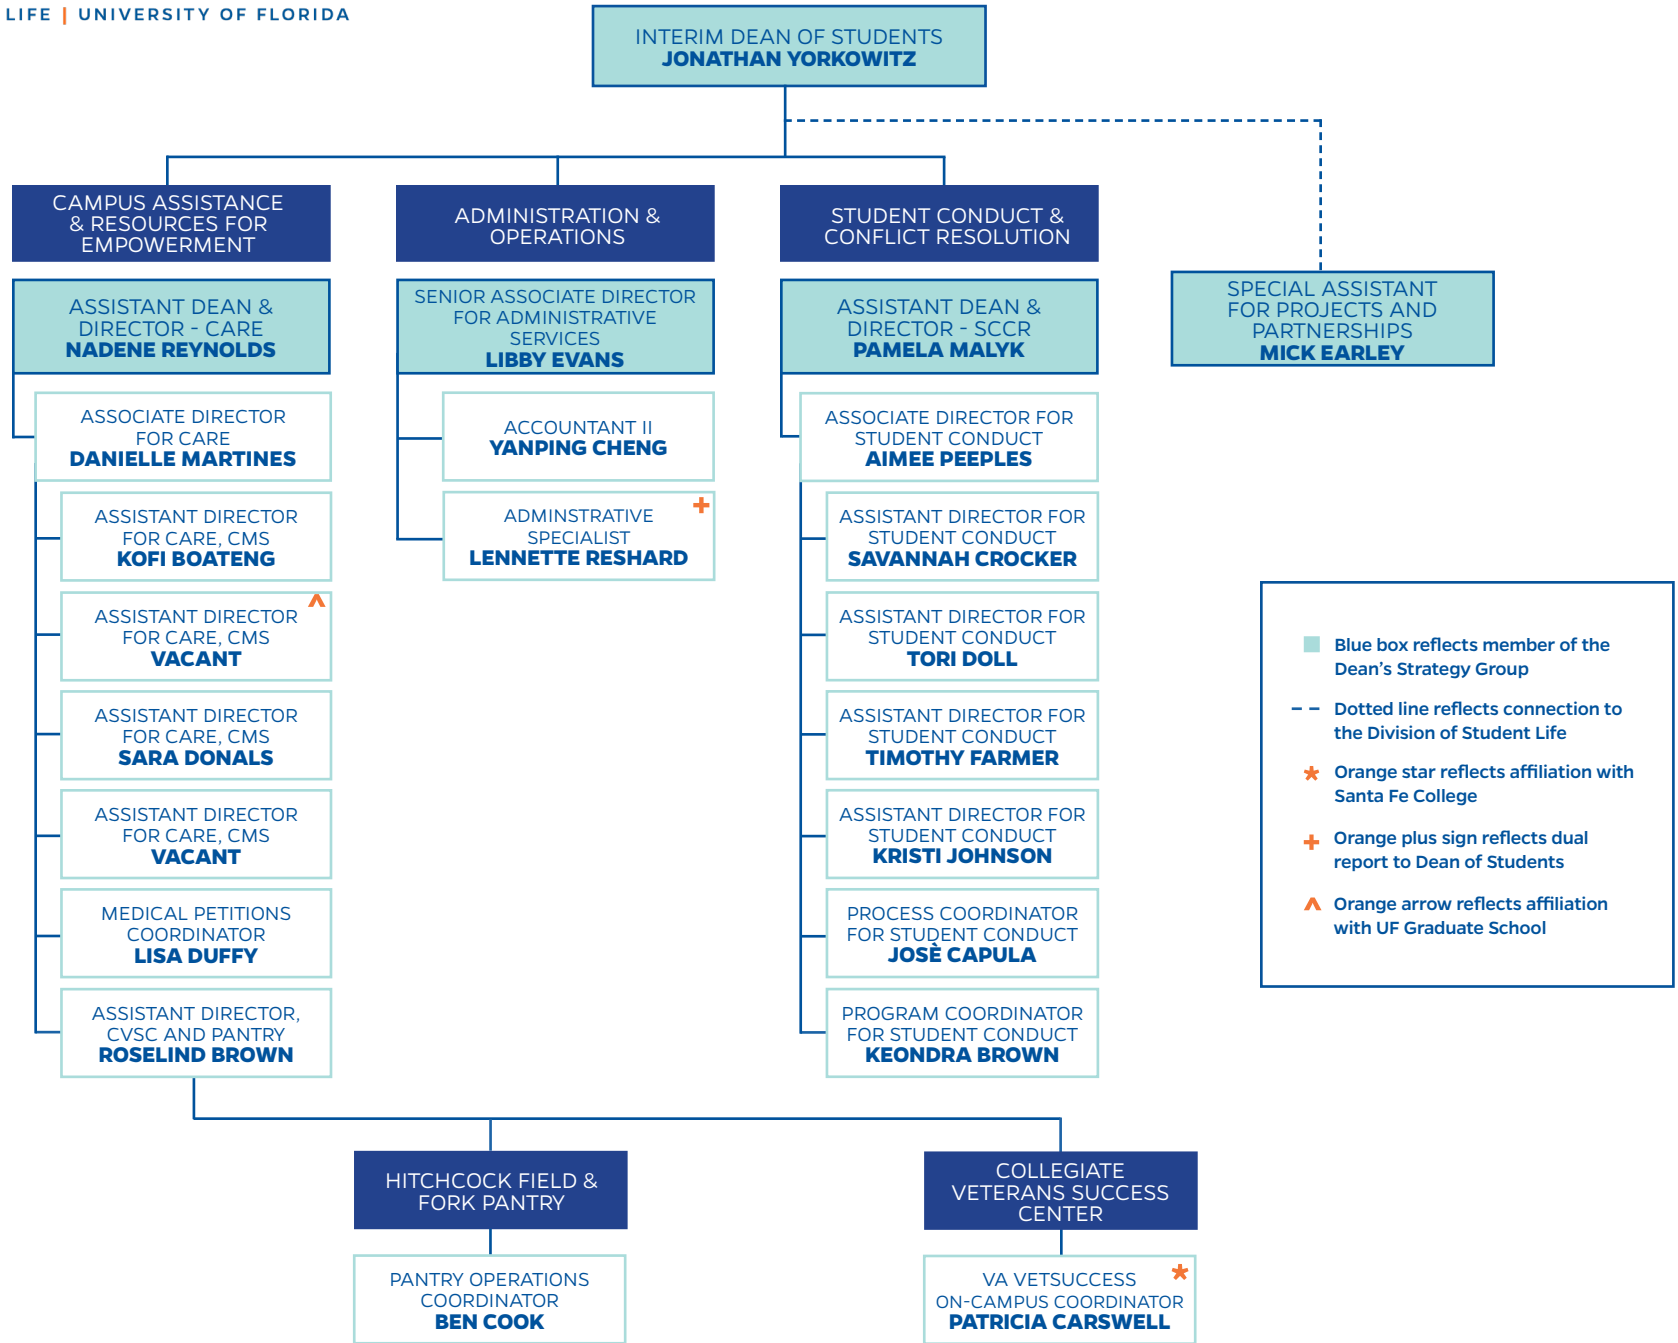 LIFE | UNIVERSITY OF FLORIDA
INTERIM DEAN OF STUDENTS
JONATHAN YORKOWITZ
CAMPUS ASSISTANCE
& RESOURCES FOR
EMPOWERMENT
ASSISTANT DEAN &
DIRECTOR - CARE
NADENE REYNOLDS
ASSOCIATE DIRECTOR
FOR CARE
DANIELLE MARTINES
ASSISTANT DIRECTOR
FOR CARE, CMS
KOFI BOATENG
ASSISTANT DIRECTOR
FOR CARE, CMS
VACANT
ASSISTANT DIRECTOR
FOR CARE, CMS
SARA DONALS
ASSISTANT DIRECTOR
FOR CARE, CMS
VACANT
MEDICAL PETITIONS
COORDINATOR
LISA DUFFY
ASSISTANT DIRECTOR,
CVSC AND PANTRY
ROSELIND BROWN
ADMINISTRATION &
OPERATIONS
SENIOR ASSOCIATE DIRECTOR
FOR ADMINISTRATIVE
SERVICES
LIBBY EVANS
ACCOUNTANT II
YANPING CHENG
ADMINSTRATIVE
SPECIALIST
LENNETTE RESHARD
STUDENT CONDUCT &
CONFLICT RESOLUTION
ASSISTANT DEAN &
DIRECTOR - SCCR
PAMELA MALYK
ASSOCIATE DIRECTOR FOR
STUDENT CONDUCT
AIMEE PEEPLES
ASSISTANT DIRECTOR FOR
STUDENT CONDUCT
SAVANNAH CROCKER
ASSISTANT DIRECTOR FOR
STUDENT CONDUCT
TORI DOLL
ASSISTANT DIRECTOR FOR
STUDENT CONDUCT
TIMOTHY FARMER
ASSISTANT DIRECTOR FOR
STUDENT CONDUCT
KRISTI JOHNSON
PROCESS COORDINATOR
FOR STUDENT CONDUCT
JOSÈ CAPULA
PROGRAM COORDINATOR
FOR STUDENT CONDUCT
KEONDRA BROWN
SPECIAL ASSISTANT
FOR PROJECTS AND
PARTNERSHIPS
MICK EARLEY
Blue box reflects member of the
Dean’s Strategy Group
Dotted line reflects connection to
the Division of Student Life
Orange star reflects affiliation with
Santa Fe College
Orange plus sign reflects dual
report to Dean of Students
Orange arrow reflects affiliation
with UF Graduate School
HITCHCOCK FIELD &
FORK PANTRY
PANTRY OPERATIONS
COORDINATOR
BEN COOK
COLLEGIATE
VETERANS SUCCESS
CENTER
VA VETSUCCESS
ON-CAMPUS COORDINATOR
PATRICIA CARSWELL